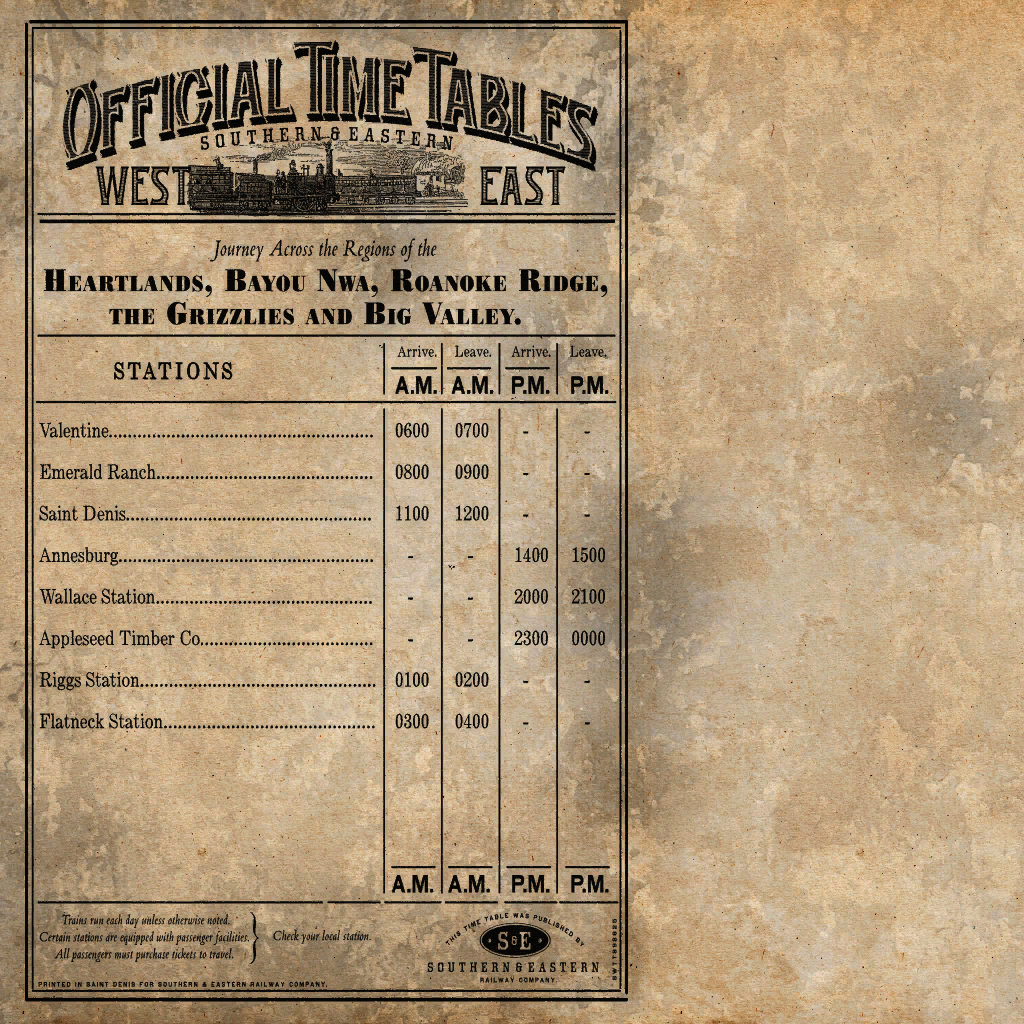 OFFICIAL TIME TABLES
SOUTHERN & EASTERN
WEST EAST
Journey Across the Regions of the
HEARTLANDS, BAYOU NWA, ROANOKE RIDGE,
THE GRIZZLIES AND BIG VALLEY.
STATIONS Arrive. Leave. Arrive. Leave.
A.M. A.M. P.M. P.M.
Valentine 0600 0700 - -
Emerald Ranch 0800 0900 - -
Saint Denis 1100 1200 - -
Annesburg - - 1400 1500
Wallace Station - - 2000 2100
Appleseed Timber Co. - - 2300 0000
Riggs Station 0100 0200 - -
Flatneck Station 0300 0400 - -
A.M. A.M. P.M. P.M.
Trains run each day unless otherwise noted.
Certain stations are equipped with passenger facilities.
All passengers must purchase tickets to travel.
Check your local station.
THIS TIME TABLE WAS PUBLISHED BY
S&E
SOUTHERN & EASTERN
RAILWAY COMPANY.
PRINTED IN SAINT DENIS FOR SOUTHERN & EASTERN RAILWAY COMPANY.